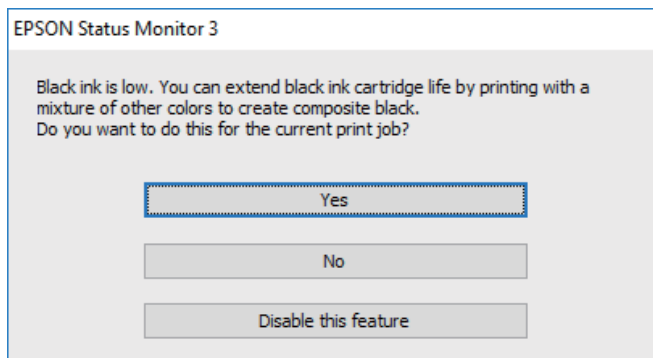 EPSON Status Monitor 3
Black ink is low. You can extend black ink cartridge life by printing with a
mixture of other colors to create composite black.
Do you want to do this for the current print job?
Yes
No
Disable this feature